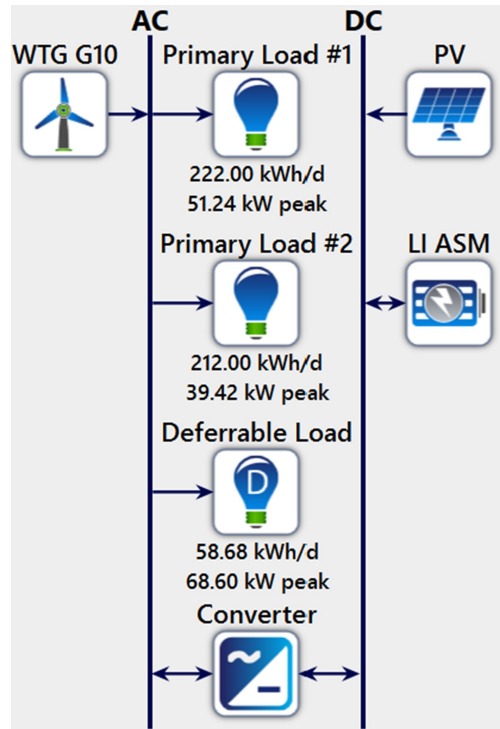 AC
DC
WTG G10
Primary Load #1
PV
222.00 kWh/d
51.24 kW peak
Primary Load #2
LI ASM
212.00 kWh/d
39.42 kW peak
Deferrable Load
D
58.68 kWh/d
68.60 kW peak
Converter